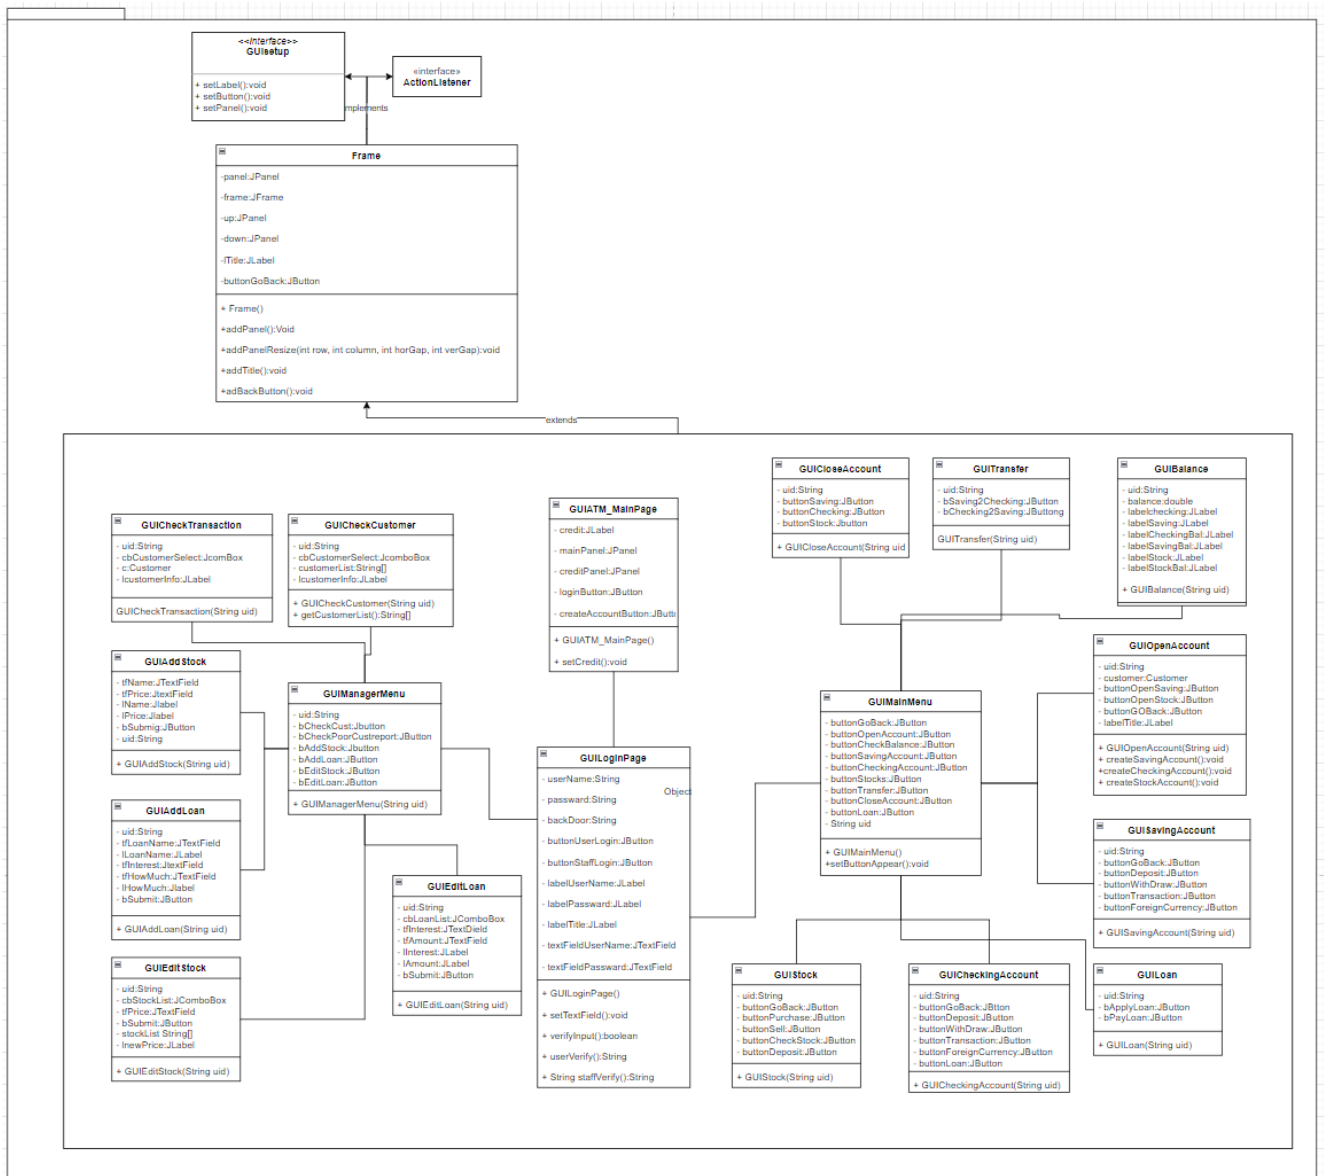 <<Interface>>
GUIsetup
+ setLabel():void
+ setButton():void
+ setPanel():void
«interface»
ActionListener
mplements
Frame
-panel:JPanel
-frame:JFrame
-up:JPanel
-down:JPanel
-lTitle:JLabel
-buttonGoBack:JButton
+ Frame()
+addPanel():Void
+addPanelResize(int row, int column, int horGap, int verGap):void
+addTitle():void
+adBackButton():void
extends
GUICheckTransaction
- uid:String
- cbCustomerSelect:JcomBox
- c:Customer
- lcustomerInfo:JLabel
GUICheckTransaction(String uid)
GUICheckCustomer
- uid:String
- cbCustomerSelect:JcomboBox
- customerList:String[]
- lcustomerInfo:JLabel
+ GUICheckCustomer(String uid)
+ getCustomerList():String[]
GUIATM_MainPage
- credit:JLabel
- mainPanel:JPanel
- creditPanel:JPanel
- loginButton:JButton
- createAccountButton:JButt
+ GUIATM_MainPage()
+ setCredit():void
GUICloseAccount
- uid:String
- buttonSaving:JButton
- buttonChecking:JButton
- buttonStock:Jbutton
+ GUICloseAccount(String uid
GUITransfer
- uid:String
- bSaving2Checking:JButton
- bChecking2Saving:JButtong
GUITransfer(String uid)
GUIBalance
- uid:String
- balance:double
- labelchecking:JLabel
- labelSaving:JLabel
- labelCheckingBal:JLabel
- labelSavingBal:JLabel
- labelStock:JLabel
- labelStockBal:JLabel
+ GUIBalance(String uid)
GUIAddStock
- tfName:JTextField
- tfPrice:JtextField
- lName:Jlabel
- lPrice:Jlabel
- bSubmig:JButton
- uid:String
+ GUIAddStock(String uid)
GUIManagerMenu
- uid:String
- bCheckCust:Jbutton
- bCheckPoorCustreport:JButton
- bAddStock:Jbutton
- bAddLoan:JButton
- bEditStock:JButton
- bEditLoan:JButton
+ GUIManagerMenu(String uid)
GUILoginPage
- userName:String
- passward:String
Object
- backDoor:String
- buttonUserLogin:JButton
- buttonStaffLogin:JButton
- labelUserName:JLabel
- labelPassward:JLabel
- labelTitle:JLabel
- textFieldUserName:JTextField
- textFieldPassward:JTextField
+ GUILoginPage()
+ setTextField():void
+ verifyInput():boolean
+ userVerify():String
+ String staffVerify():String
GUIMainMenu
- buttonGoBack:JButton
- buttonOpenAccount:JButton
- buttonCheckBalance:JButton
- buttonSavingAccount:JButton
- buttonCheckingAccount:JButton
- buttonStocks:JButton
- buttonTransfer:JButton
- buttonCloseAccount:JButton
- buttonLoan:JButton
- String uid
+ GUIMainMenu()
+setButtonAppear():void
GUIOpenAccount
- uid:String
- customer:Customer
- buttonOpenSaving:JButton
- buttonOpenStock:JButton
- buttonGOBack:JButton
- labelTitle:JLabel
+ GUIOpenAccount(String uid)
+ createSavingAccount():void
+createCheckingAccount():void
+ createStockAccount():void
GUIAddLoan
- uid:String
- tfLoanName:JTextField
- lLoanName:JLabel
- tfInterest:JtextField
- tfHowMuch:JTextField
- lHowMuch:Jlabel
- bSubmit:JButton
+ GUIAddLoan(String uid)
GUIEditLoan
- uid:String
- cbLoanList:JComboBox
- tfInterest:JTextDield
- tfAmount:JTextField
- lInterest:JLabel
- lAmount:JLabel
- bSubmit:JButton
+ GUIEditLoan(String uid)
GUISavingAccount
- uid:String
- buttonGoBack:JButton
- buttonDeposit:JButton
- buttonWithDraw:JButton
- buttonTransaction:JButton
- buttonForeignCurrency:JButton
+ GUISavingAccount(String uid)
GUIEditStock
- uid:String
- cbStockList:JComboBox
- tfPrice:JTextField
- bSubmit:JButton
- stockList String[]
- lnewPrice:JLabel
+ GUIEditStock(String uid)
GUIStock
- uid:String
- buttonGoBack:JButton
- buttonPurchase:JButton
- buttonSell:JButton
- buttonCheckStock:JButton
- buttonDeposit:JButton
+ GUIStock(String uid)
GUICheckingAccount
- uid:String
- buttonGoBack:JBtton
- buttonDeposit:JButton
- buttonWithDraw:JButton
- buttonTransaction:JButton
- buttonForeignCurrency:JButton
- buttonLoan:JButton
+ GUICheckingAccount(String uid)
GUILoan
- uid:String
- bApplyLoan:JButton
- bPayLoan:JButton
+ GUILoan(String uid)